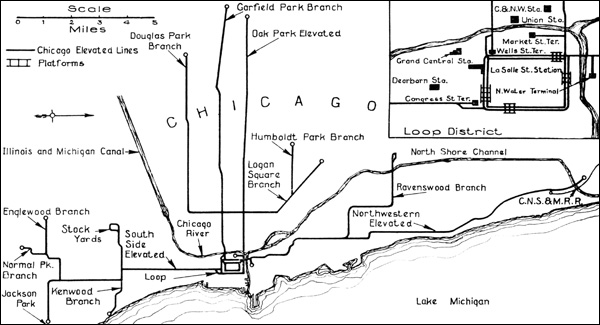 Scale
0 1 2 3 4 5
Miles
Chicago Elevated Lines
Platforms
Garfield Park Branch
Douglas Park
Branch
Oak Park Elevated
CHICAGO
C.& N.W. Sta.
Union Sta.
Market St. Ter.
Wells St. Ter.
Grand Central Sta.
La Salle St. Station
Dearborn Sta.
N. Water Terminal
Congress St. Ter.
Loop District
Humboldt Park Branch
Logan
Square
Branch
North Shore Channel
Ravenswood Branch
Illinois and Michigan Canal
C.N.S.& M.R.R.
Northwestern
Elevated
Englewood Branch
Stock
Yards
South
Side
Elevated
Chicago
River
Normal Pk.
Branch
Loop
Jackson
Park
Kenwood
Branch
Lake Michigan